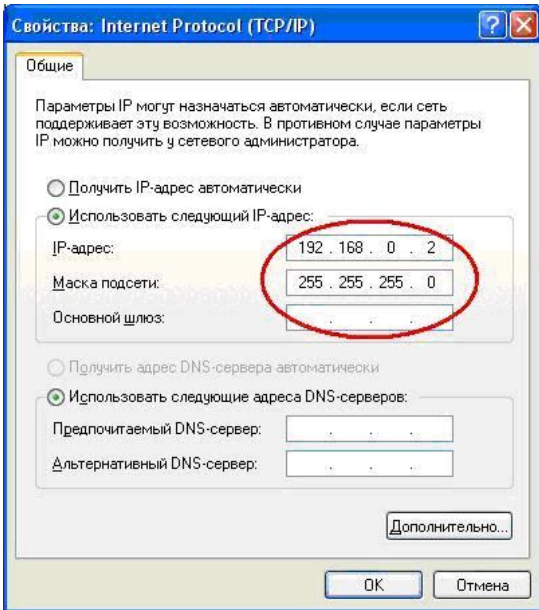 Свойства: Internet Protocol (TCP/IP)
Общие
Параметры IP могут назначаться автоматически, если сеть
поддерживает эту возможность. В противном случае параметры
IP можно получить у сетевого администратора.
Получить IP-адрес автоматически
Использовать следующий IP-адрес:
IP-адрес: 192 . 168 . 0 . 2
Маска подсети: 255 . 255 . 255 . 0
Основной шлюз: . . .
Получить адрес DNS-сервера автоматически
Использовать следующие адреса DNS-серверов:
Предпочитаемый DNS-сервер: . . .
Альтернативный DNS-сервер: . . .
Дополнительно...
OK Отмена